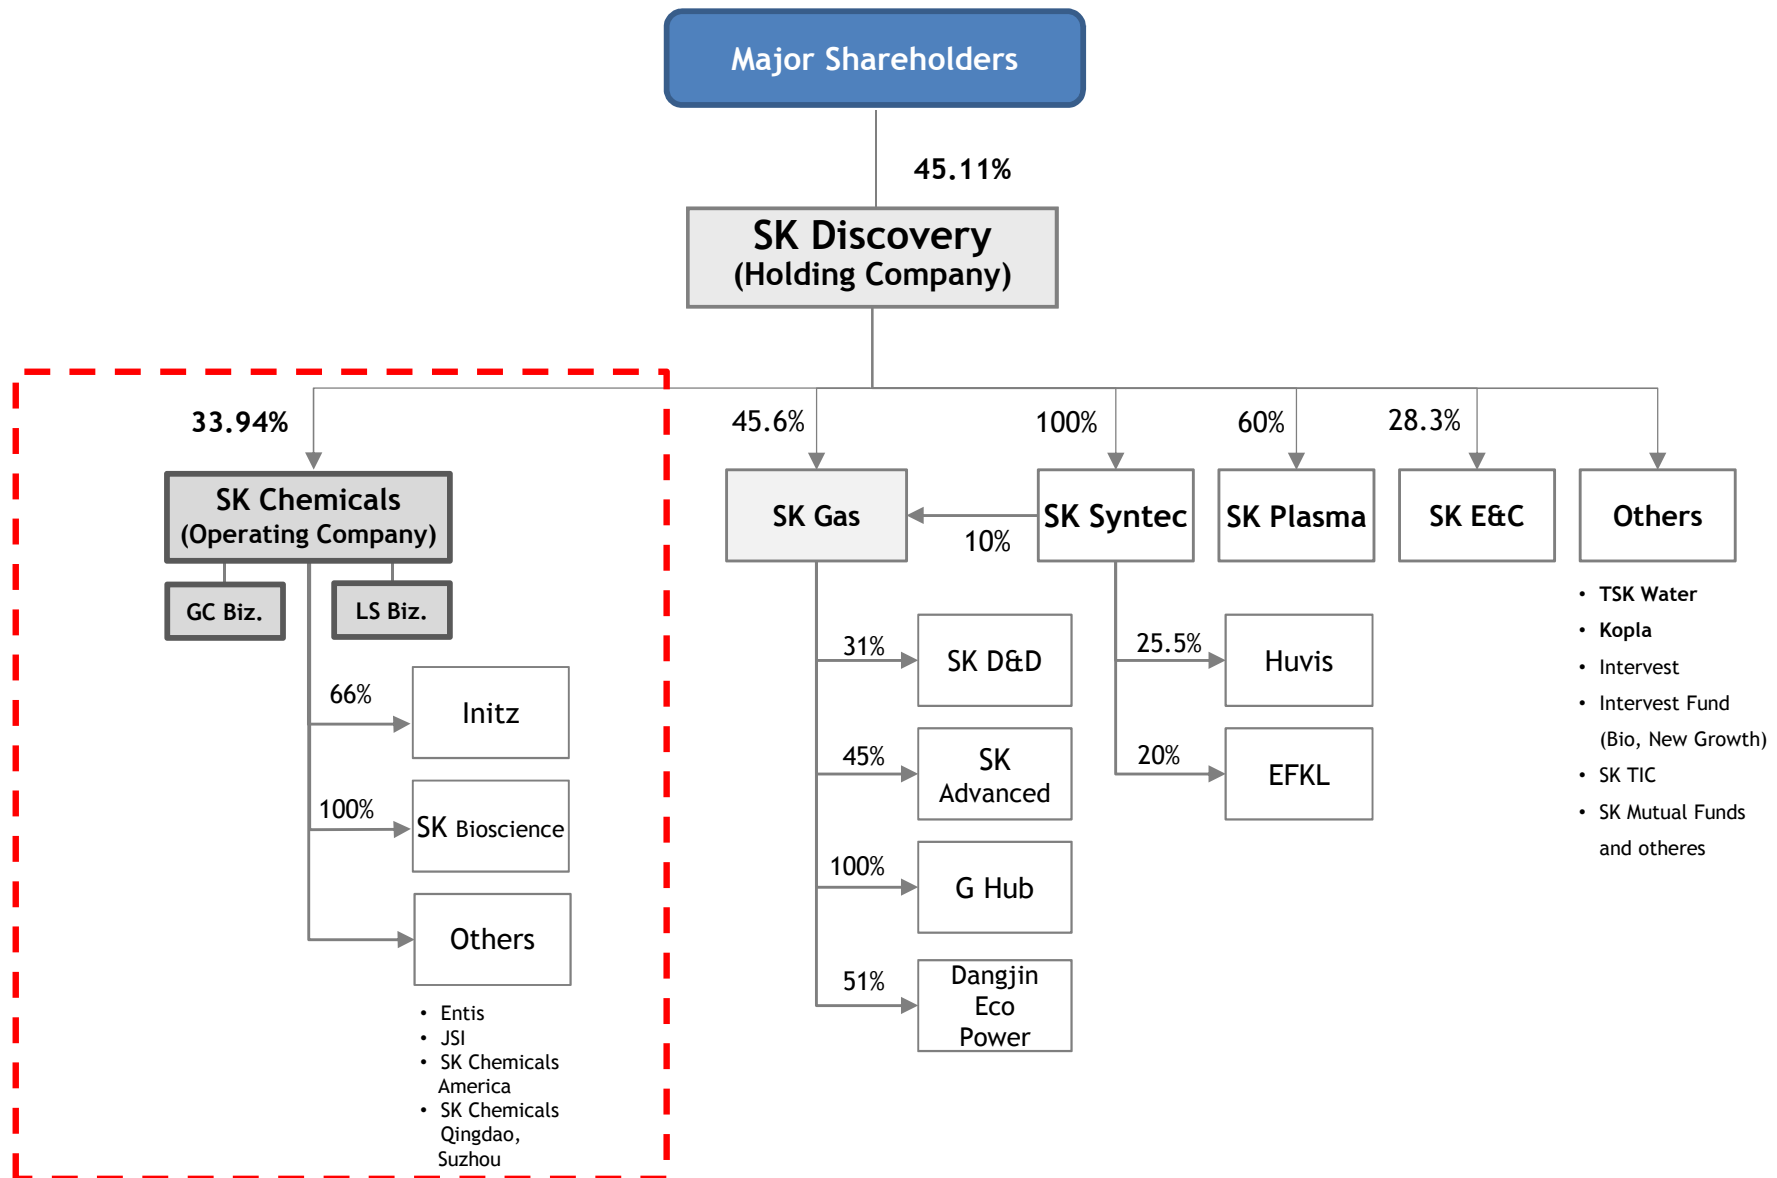 Major Shareholders
45.11%
SK Discovery
(Holding Company)
33.94%
45.6%
100%
60%
28.3%
SK Chemicals
(Operating Company)
GC Biz.
LS Biz.
SK Gas
10%
SK Syntec
SK Plasma
SK E&C
Others
66%
Initz
100%
SK Bioscience
Others
• Entis
• JSI
• SK Chemicals
America
• SK Chemicals
Qingdao,
Suzhou
31%
SK D&D
45%
SK
Advanced
100%
G Hub
51%
Dangjin
Eco
Power
25.5%
Huvis
20%
EFKL
• TSK Water
• Kopla
• Intervest
• Intervest Fund
(Bio, New Growth)
• SK TIC
• SK Mutual Funds
and otheres